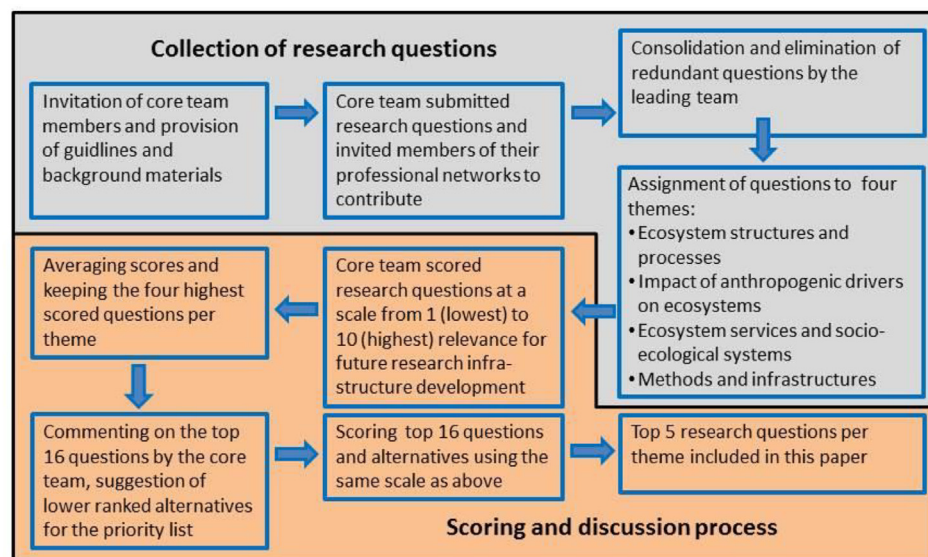 Collection of research questions
Invitation of core team
members and provision
of guidlines and
background materials
Core team submitted
research questions and
invited members of their
professional networks to
contribute
Consolidation and elimination of
redundant questions by the
leading team
Assignment of questions to four
themes:
• Ecosystem structures and
processes
• Impact of anthropogenic drivers
on ecosystems
• Ecosystem services and socio-
ecological systems
• Methods and infrastructures
Core team scored
research questions at a
scale from 1 (lowest) to
10 (highest) relevance for
future research infra-
structure development
Averaging scores and
keeping the four highest
scored questions per
theme
Commenting on the top
16 questions by the core
team, suggestion of
lower ranked alternatives
for the priority list
Scoring top 16 questions
and alternatives using the
same scale as above
Top 5 research questions per
theme included in this paper
Scoring and discussion process